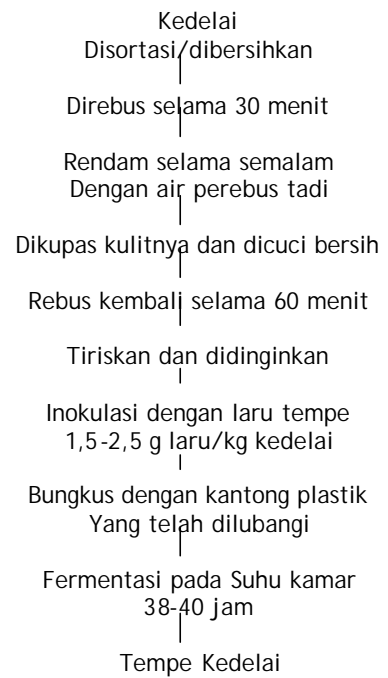 Kedelai
Disortasi/dibersihkan
Direbus selama 30 menit
Rendam selama semalam
Dengan air perebus tadi
Dikupas kulitnya dan dicuci bersih
Rebus kembali selama 60 menit
Tiriskan dan didinginkan
Inokulasi dengan laru tempe
1,5-2,5 g laru/kg kedelai
Bungkus dengan kantong plastik
Yang telah dilubangi
Fermentasi pada Suhu kamar
38-40 jam
Tempe Kedelai